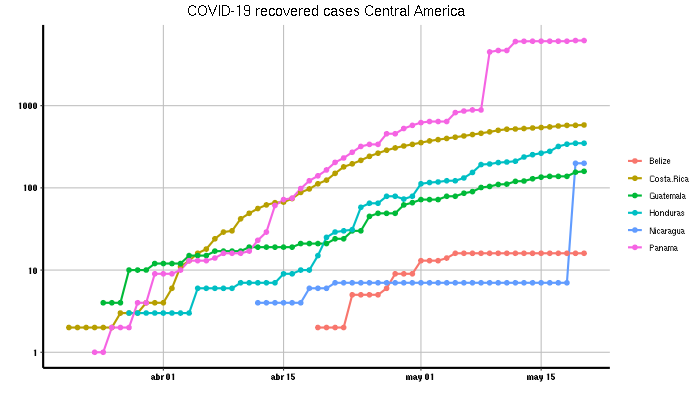 COVID-19 recovered cases Central America
1000
100
10
1
abr 01
abr 15
may 01
may 15
Belize
Costa.Rica
Guatemala
Honduras
Nicaragua
Panama